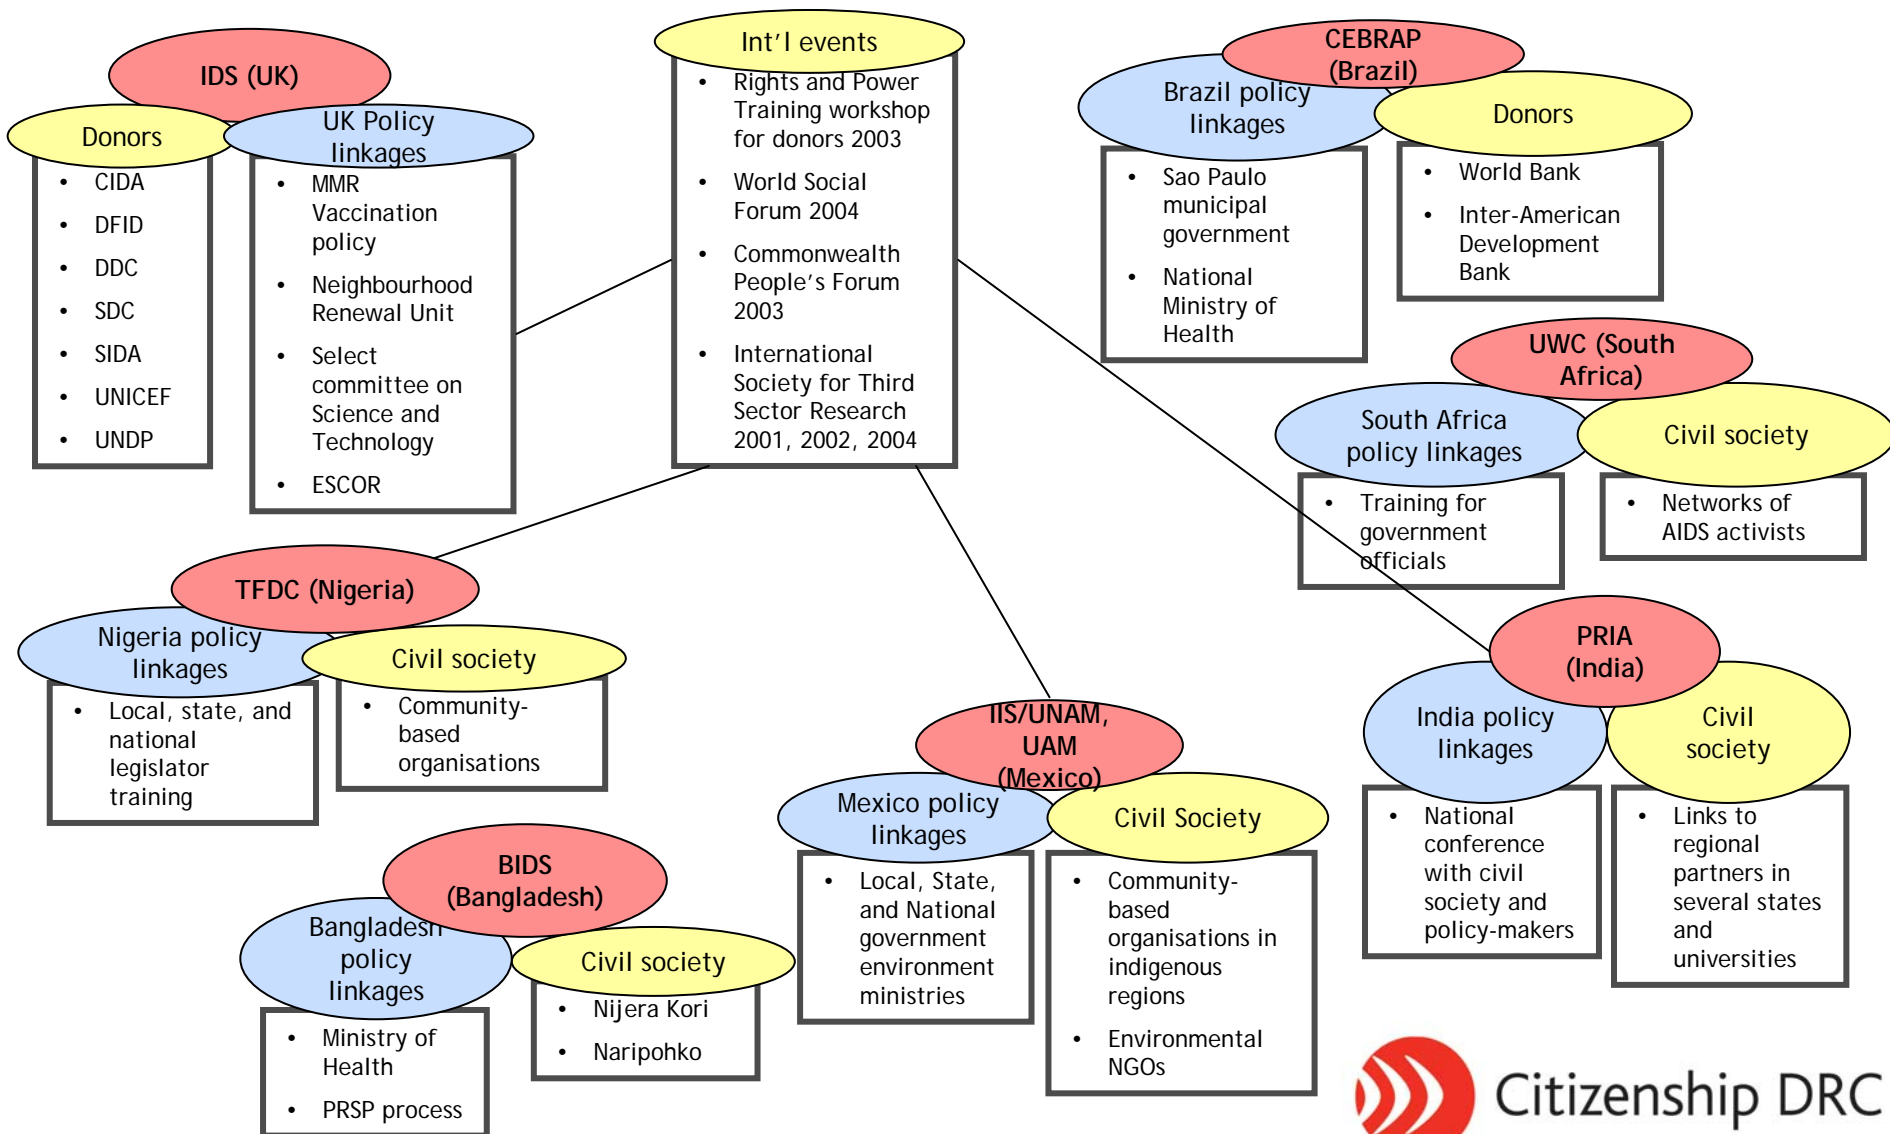 IDS (UK)
Donors
• CIDA
• DFID
• DDC
• SDC
• SIDA
• UNICEF
• UNDP
UK Policy
linkages
• MMR
Vaccination
policy
• Neighbourhood
Renewal Unit
• Select
committee on
Science and
Technology
• ESCOR
Int'l events
• Rights and Power
Training workshop
for donors 2003
• World Social
Forum 2004
• Commonwealth
People's Forum
2003
• International
Society for Third
Sector Research
2001, 2002, 2004
CEBRAP
(Brazil)
Brazil policy
linkages
• Sao Paulo
municipal
government
• National
Ministry of
Health
Donors
• World Bank
• Inter-American
Development
Bank
UWC (South
Africa)
South Africa
policy linkages
• Training for
government
officials
Civil society
• Networks of
AIDS activists
TFDC (Nigeria)
Nigeria policy
linkages
• Local, state, and
national
legislator
training
Civil society
• Community-
based
organisations
PRIA
(India)
India policy
linkages
• National
conference
with civil
society and
policy-makers
Civil
society
• Links to
regional
partners in
several states
and
universities
IIS/UNAM,
UAM
(Mexico)
Mexico policy
linkages
• Local, State,
and National
government
environment
ministries
Civil Society
• Community-
based
organisations in
indigenous
regions
• Environmental
NGOs
BIDS
(Bangladesh)
Bangladesh
policy
linkages
• Ministry of
Health
• PRSP process
Civil society
• Nijera Kori
• Naripohko
Citizenship DRC